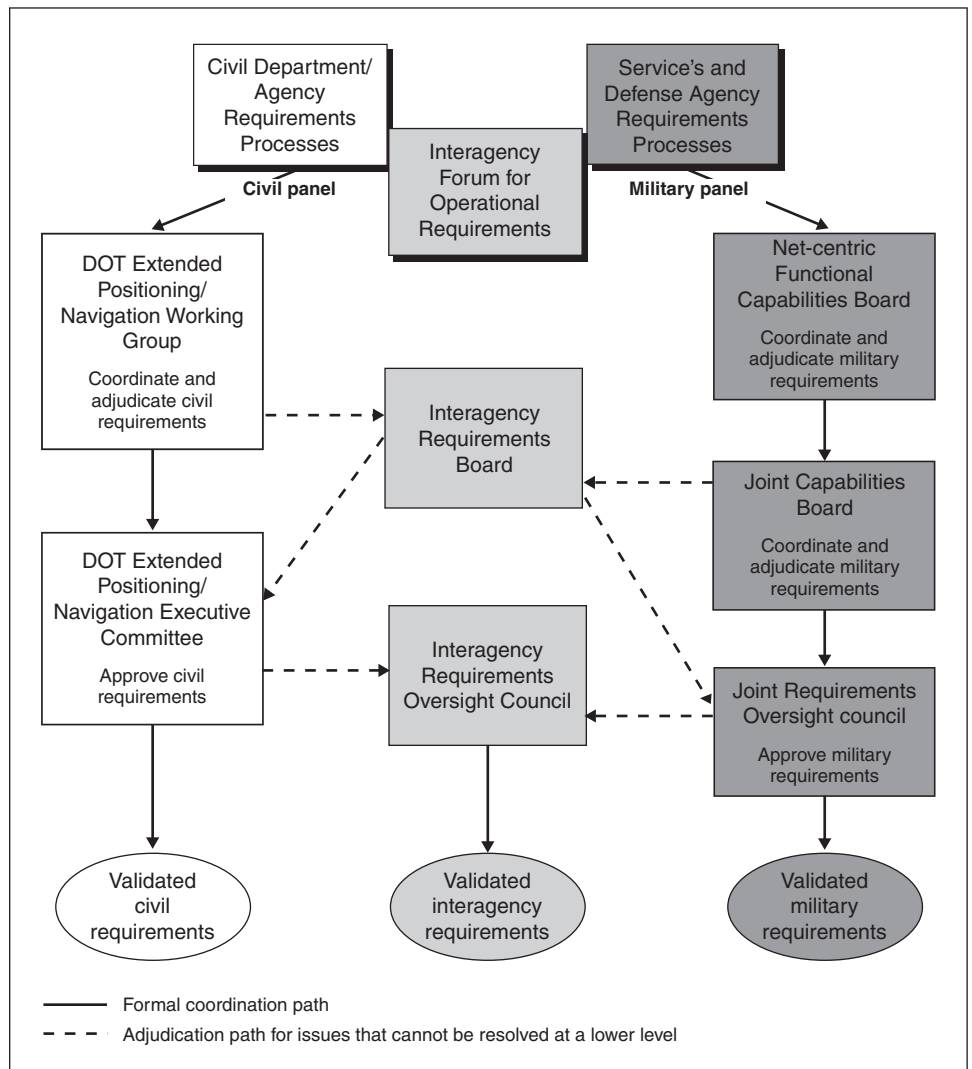 Civil Department/
Agency
Requirements
Processes
Service's and
Defense Agency
Requirements
Processes
Interagency
Forum for
Operational
Requirements
Civil panel
Military panel
DOT Extended
Positioning/
Navigation Working
Group
Coordinate and
adjudicate civil
requirements
Net-centric
Functional
Capabilities Board
Coordinate and
adjudicate military
requirements
Interagency
Requirements
Board
Joint Capabilities
Board
Coordinate and
adjudicate military
requirements
DOT Extended
Positioning/
Navigation Executive
Committee
Approve civil
requirements
Interagency
Requirements
Oversight Council
Joint Requirements
Oversight council
Approve military
requirements
Validated
civil
requirements
Validated
interagency
requirements
Validated
military
requirements
Formal coordination path
Adjudication path for issues that cannot be resolved at a lower level